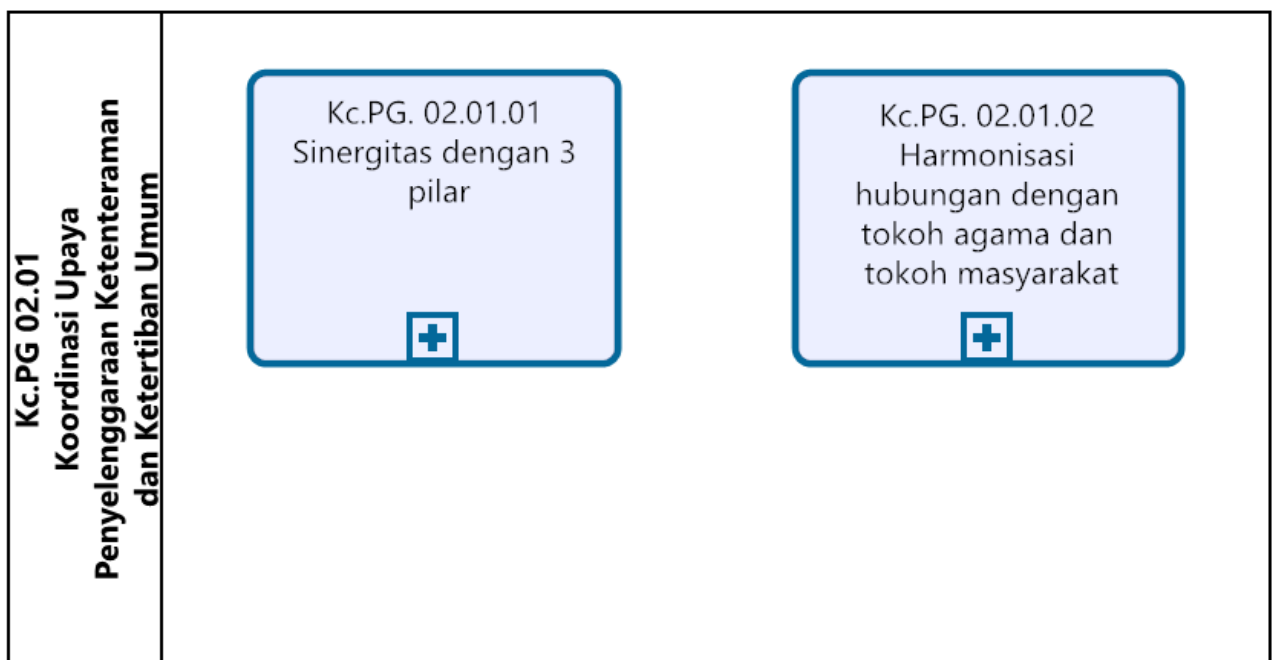 Kc.PG 02.01
Koordinasi Upaya
Penyelenggaraan Ketenteraman
dan Ketertiban Umum
Kc.PG. 02.01.01
Sinergitas dengan 3
pilar
Kc.PG. 02.01.02
Harmonisasi
hubungan dengan
tokoh agama dan
tokoh masyarakat